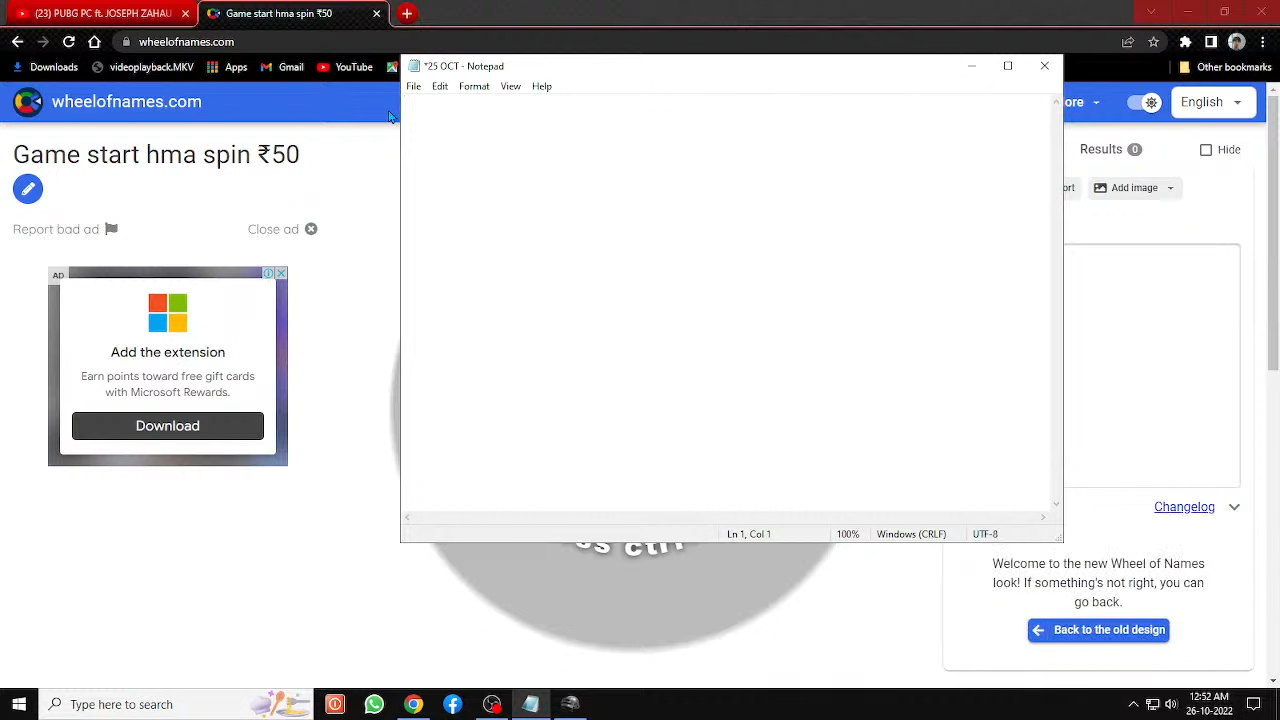 (23) PUBG PC ft. JOSEPH ZAHAU
Game start hma spin ₹50
wheelofnames.com
Downloads
videoplayback.MKV
Apps
Gmail
YouTube
Other bookmarks
*25 OCT - Notepad
File Edit Format View Help
wheelofnames.com
ore
English
Game start hma spin ₹50
Results 0
Hide
ort
Add image
Report bad ad
Close ad
AD
Add the extension
Earn points toward free gift cards
with Microsoft Rewards.
Download
Changelog
Ln 1, Col 1
100%
Windows (CRLF)
UTF-8
ss ctrl
Welcome to the new Wheel of Names
look! If something's not right, you can
go back.
Back to the old design
Type here to search
12:52 AM
26-10-2022